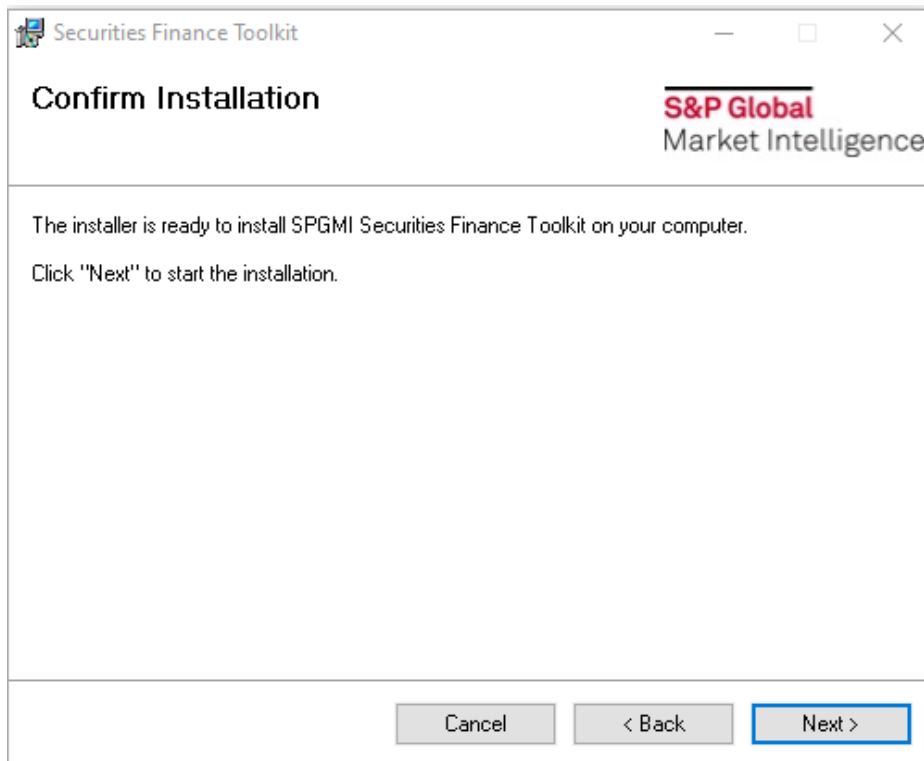 Securities Finance Toolkit
Confirm Installation
S&P Global
Market Intelligence
The installer is ready to install SPGMI Securities Finance Toolkit on your computer.
Click "Next" to start the installation.
Cancel
< Back
Next >